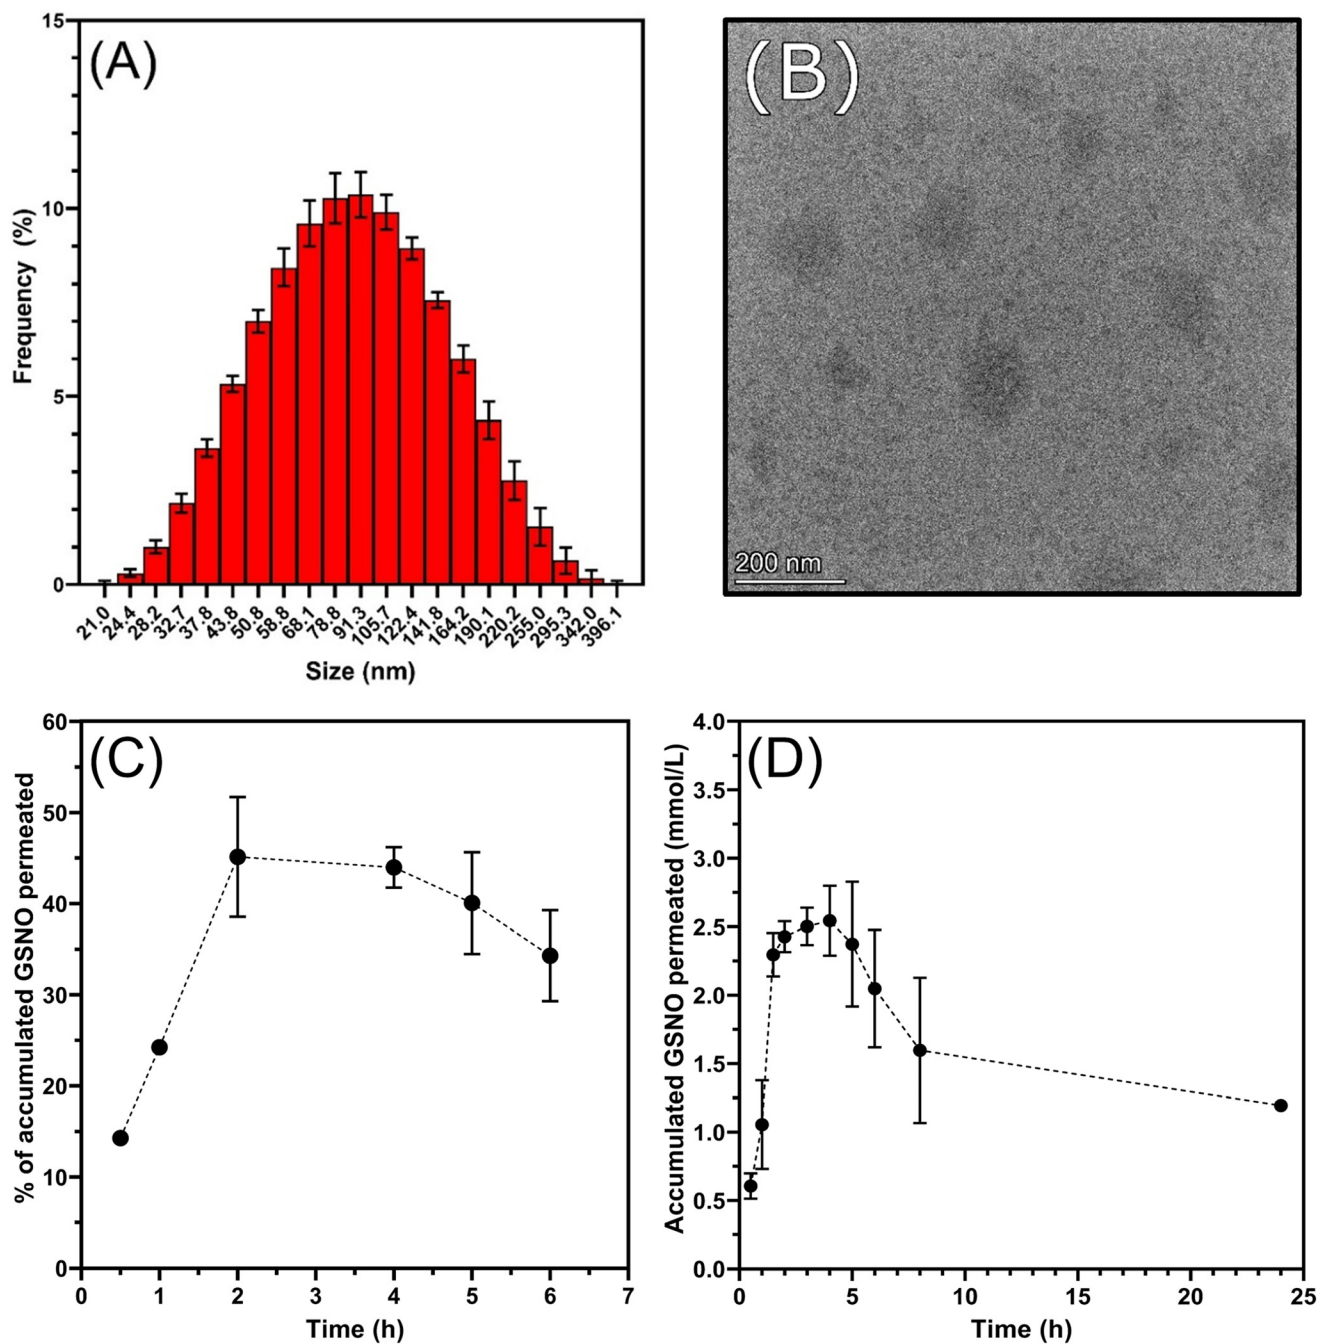 (A)
15
10
5
0
Frequency (%)
21.0 24.4 28.2 32.7 37.8 43.8 50.8 58.8 68.1 78.8 91.3 105.7 122.4 141.8 164.2 190.1 220.2 255.0 295.3 342.0 396.1
Size (nm)
(B)
200 nm
(C)
60
50
40
30
20
10
0
% of accumulated GSNO permeated
0 1 2 3 4 5 6 7
Time (h)
(D)
4.0
3.5
3.0
2.5
2.0
1.5
1.0
0.5
0.0
Accumulated GSNO permeated (mmol/L)
0 5 10 15 20 25
Time (h)